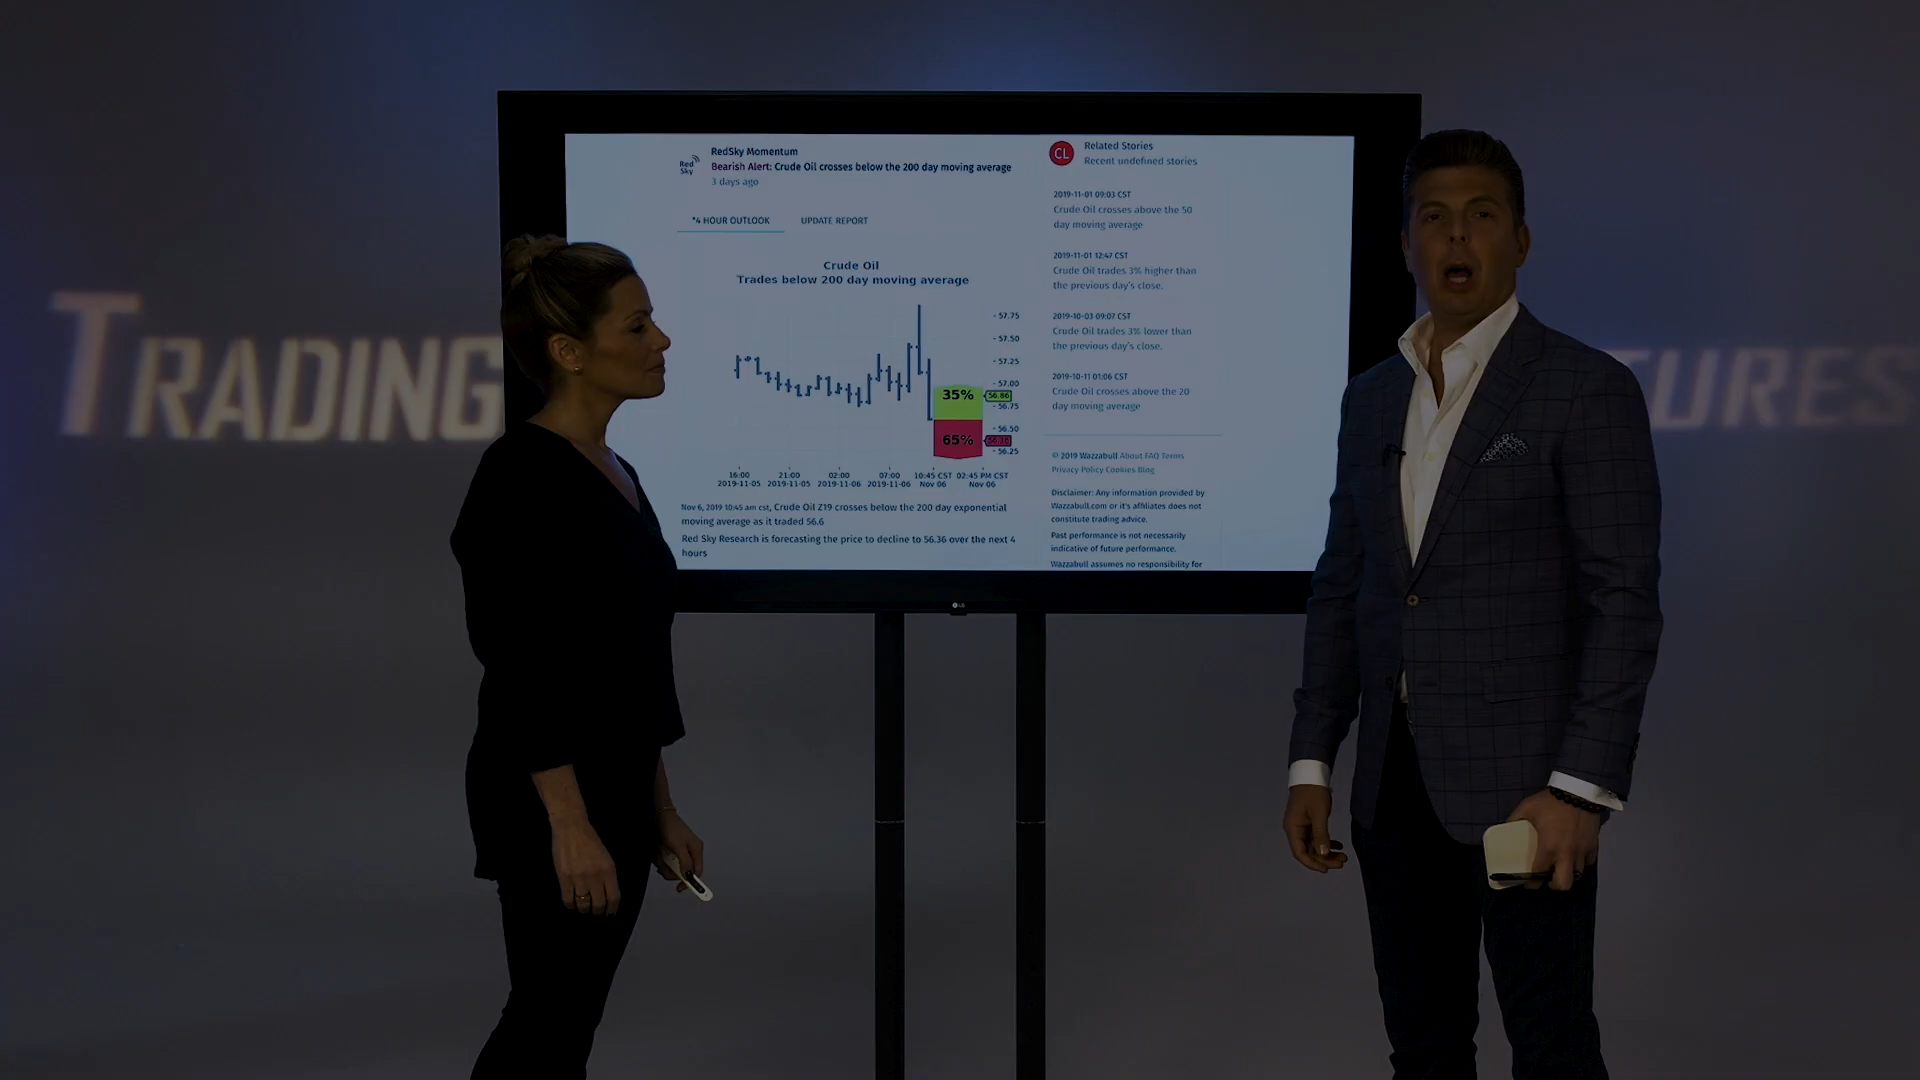 TRADING
TURES
Red
Sky
RedSky Momentum
Bearish Alert: Crude Oil crosses below the 200 day moving average
3 days ago
*4 HOUR OUTLOOK
UPDATE REPORT
Crude Oil
Trades below 200 day moving average
- 57.75
- 57.50
- 57.25
- 57.00
- 56.75
- 56.50
- 56.25
35%
56.86
65%
16:00
2019-11-05
21:00
2019-11-05
02:00
2019-11-06
07:00
2019-11-06
10:45 CST
Nov 06
02:45 PM CST
Nov 06
Nov 6, 2019 10:45 am cst, Crude Oil Z19 crosses below the 200 day exponential
moving average as it traded 56.6
Red Sky Research is forecasting the price to decline to 56.36 over the next 4
hours
CL
Related Stories
Recent undefined stories
2019-11-01 09:03 CST
Crude Oil crosses above the 50
day moving average
2019-11-01 12:47 CST
Crude Oil trades 3% higher than
the previous day's close.
2019-10-03 09:07 CST
Crude Oil trades 3% lower than
the previous day's close.
2019-10-11 01:06 CST
Crude Oil crosses above the 20
day moving average
© 2019 Wazzabull About FAQ Terms
Privacy Policy Cookies Blog
Disclaimer: Any information provided by
Wazzabull.com or it's affiliates does not
constitute trading advice.
Past performance is not necessarily
indicative of future performance.
Wazzabull assumes no responsibility for
LG